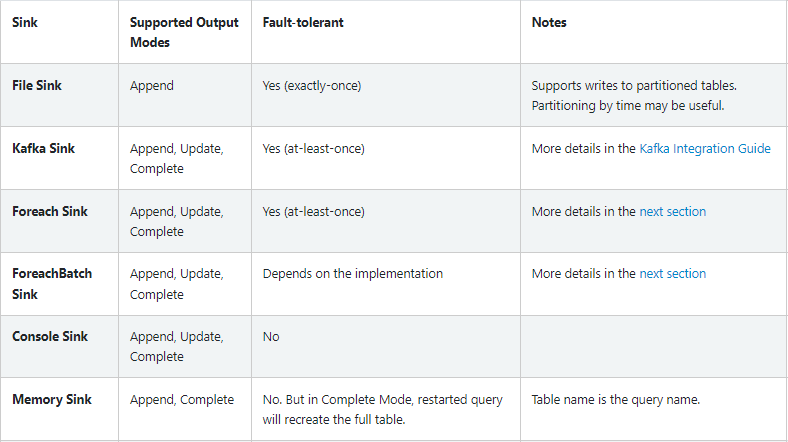 Sink
Supported Output
Modes
Fault-tolerant
Notes
File Sink
Append
Yes (exactly-once)
Supports writes to partitioned tables.
Partitioning by time may be useful.
Kafka Sink
Append, Update,
Complete
Yes (at-least-once)
More details in the Kafka Integration Guide
Foreach Sink
Append, Update,
Complete
Yes (at-least-once)
More details in the next section
ForeachBatch
Sink
Append, Update,
Complete
Depends on the implementation
More details in the next section
Console Sink
Append, Update,
Complete
No
Memory Sink
Append, Complete
No. But in Complete Mode, restarted query
will recreate the full table.
Table name is the query name.